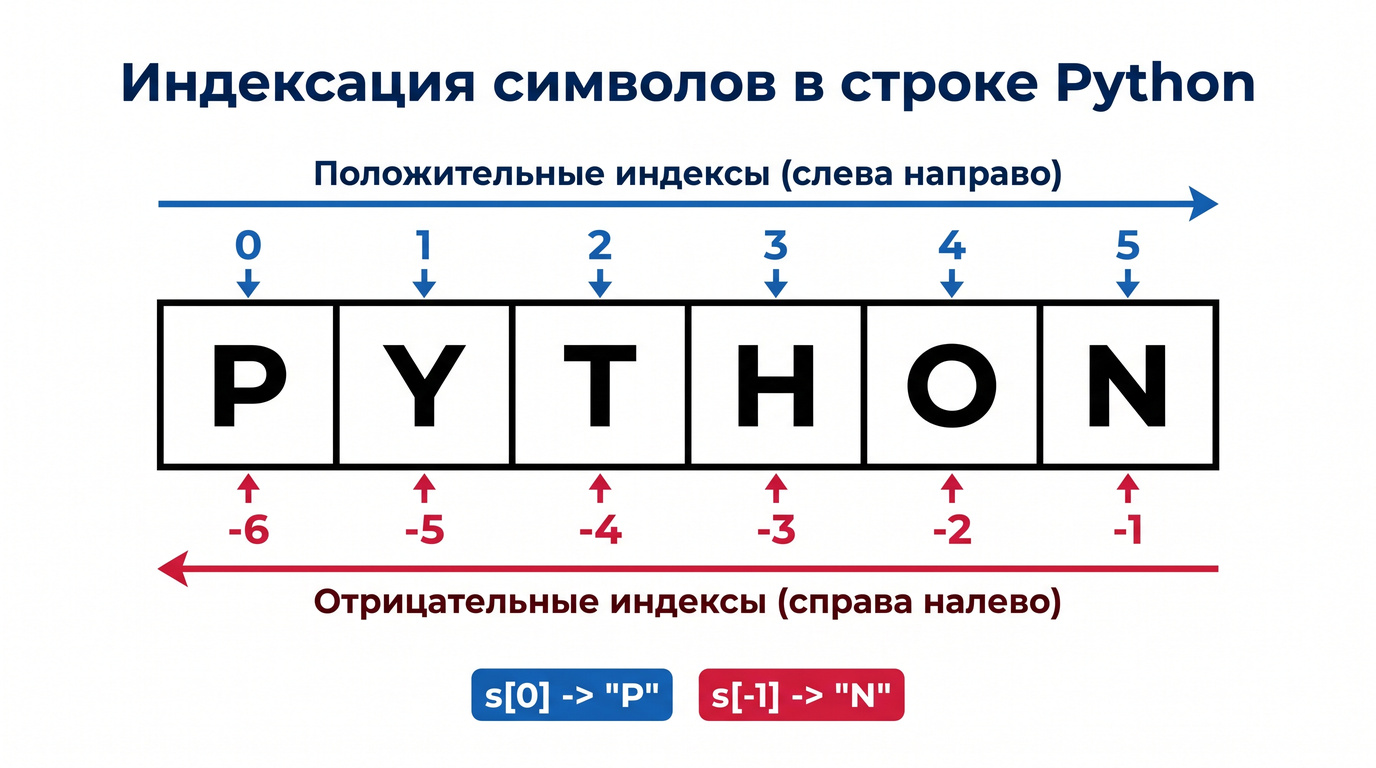 Индексация символов в строке Python
Положительные индексы (слева направо)
0 1 2 3 4 5
P Y T H O N
-6 -5 -4 -3 -2 -1
Отрицательные индексы (справа налево)
s[0] -> "P" s[-1] -> "N"